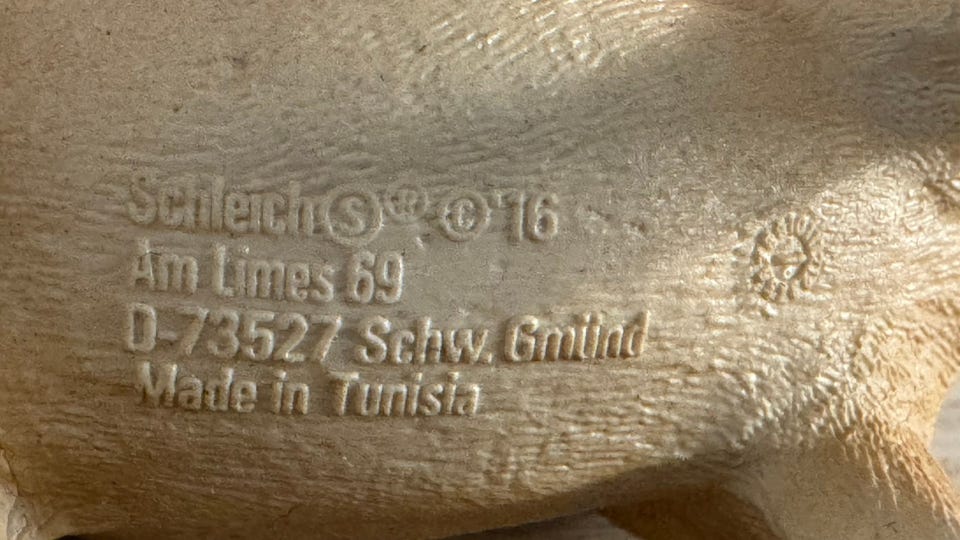 Schleich Ⓢ® © '16
Am Limes 69
D-73527 Schw. Gmünd
Made in Tunisia